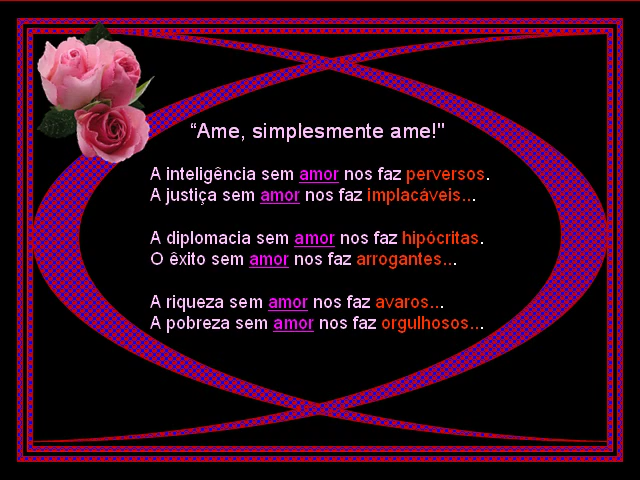 “Ame, simplesmente ame!"
A inteligência sem amor nos faz perversos.
A justiça sem amor nos faz implacáveis...
A diplomacia sem amor nos faz hipócritas.
O êxito sem amor nos faz arrogantes...
A riqueza sem amor nos faz avaros...
A pobreza sem amor nos faz orgulhosos...